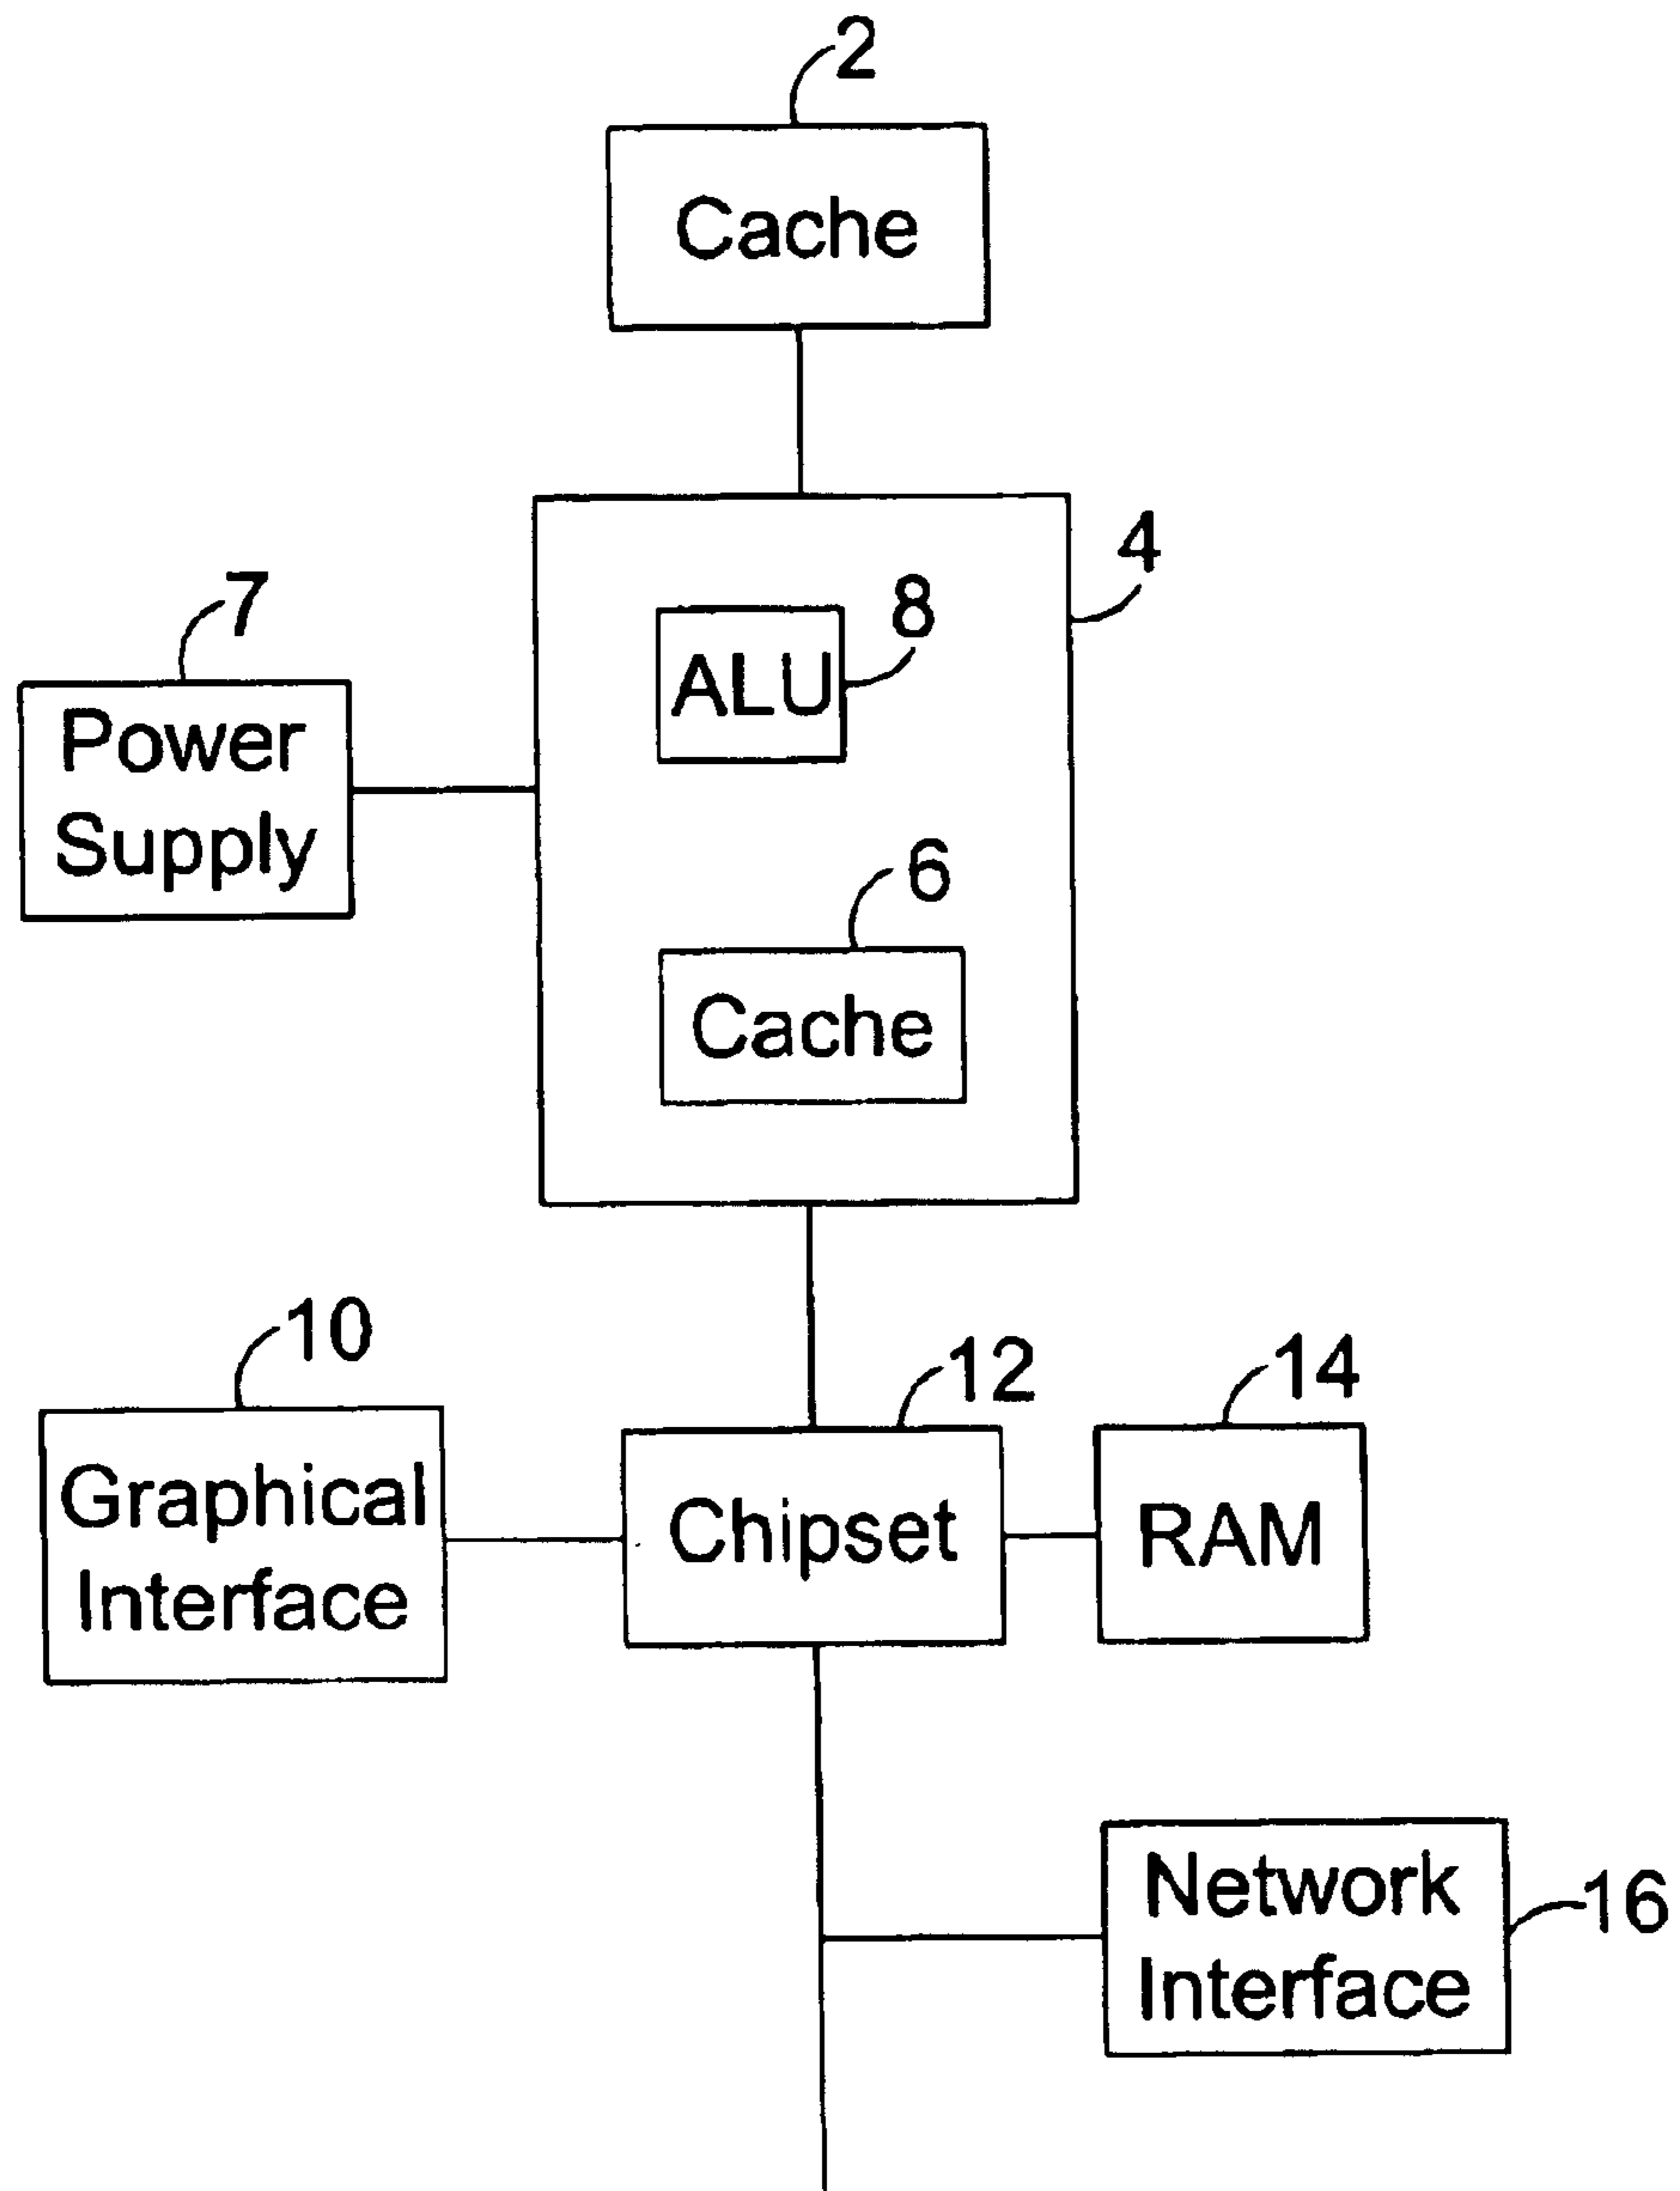 2
Cache
4
7
8
ALU
Power
Supply
6
Cache
10
12
14
Graphical
Interface
Chipset
RAM
Network
Interface
16